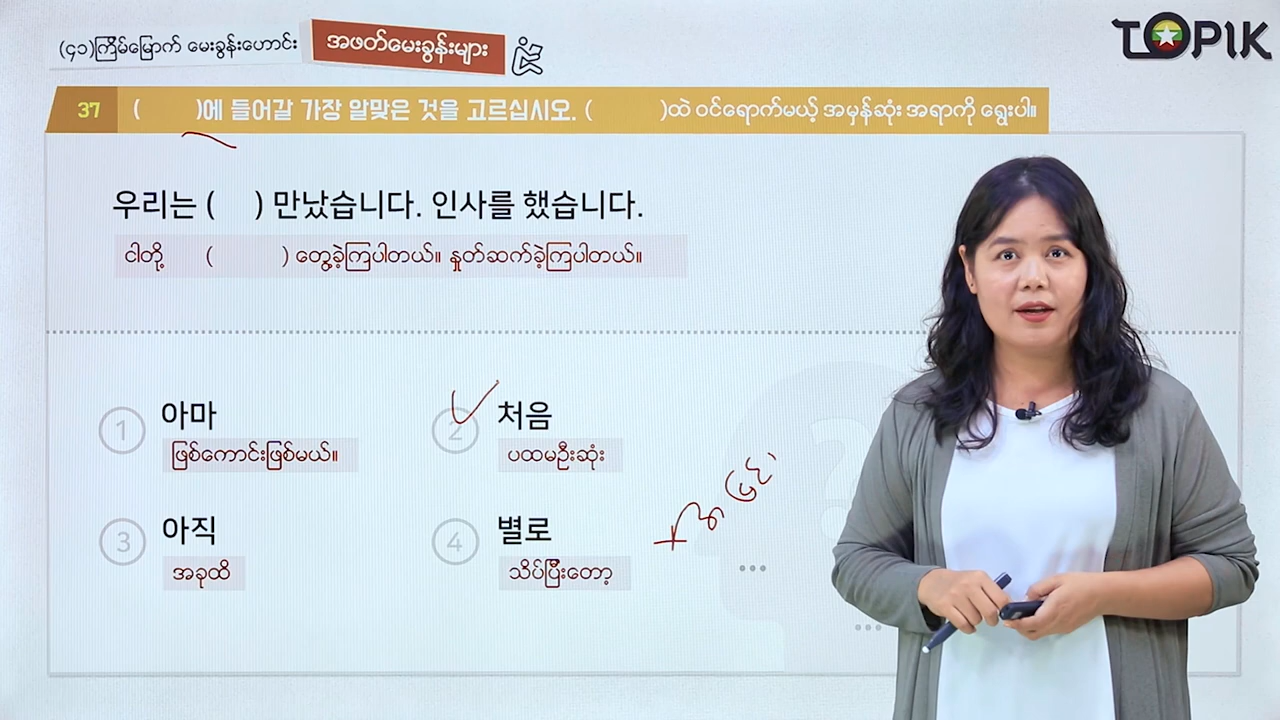 (၄၁)ကြိမ်မြောက် မေးခွန်းဟောင်း
အဖတ်မေးခွန်းများ
TOPIK
37 ( )에 들어갈 가장 알맞은 것을 고르십시오. ( )ထဲ ဝင်ရောက်မယ့် အမှန်ဆုံး အရာကို ရွေးပါ။
우리는 ( ) 만났습니다. 인사를 했습니다.
ငါတို့ ( ) တွေ့ခဲ့ကြပါတယ်။ နှုတ်ဆက်ခဲ့ကြပါတယ်။
1 아마
ဖြစ်ကောင်းဖြစ်မယ်။
2 처음
ပထမဦးဆုံး
3 아직
အခုထိ
4 별로
သိပ်ပြီးတော့